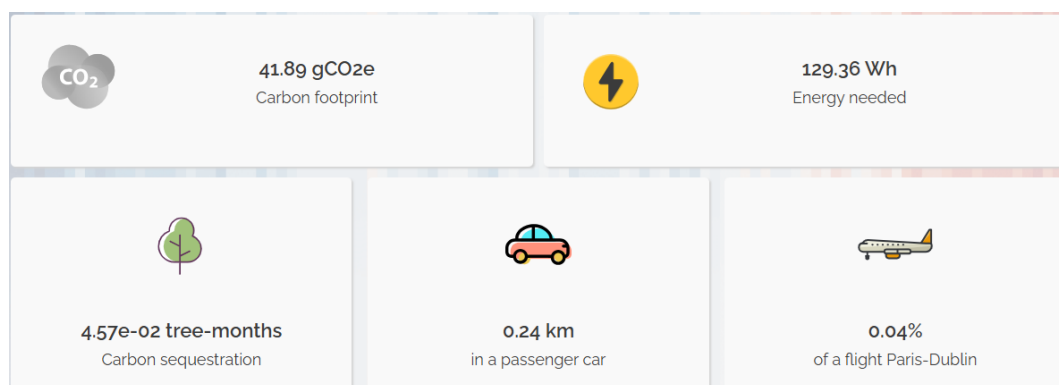 CO2
41.89 gCO2e
Carbon footprint
129.36 Wh
Energy needed
4.57e-02 tree-months
Carbon sequestration
0.24 km
in a passenger car
0.04%
of a flight Paris-Dublin